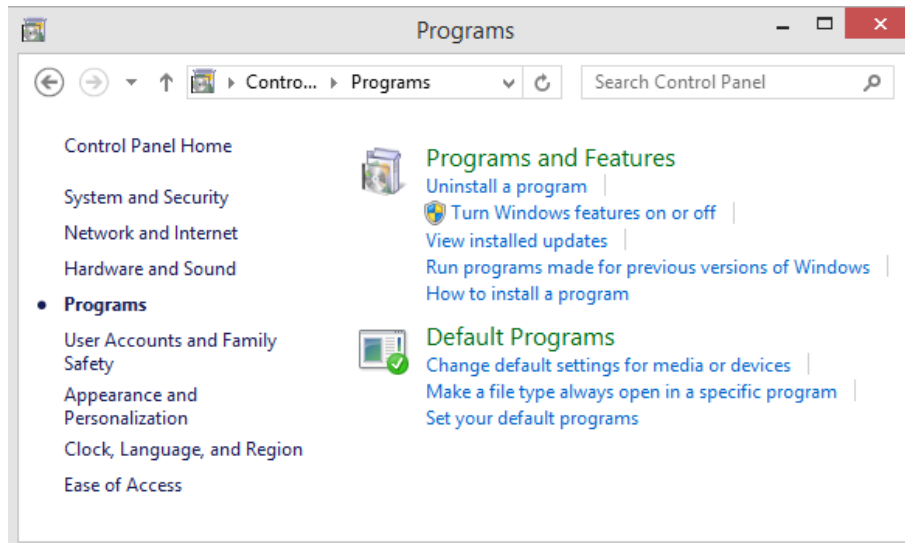 Programs
Contro... Programs
Search Control Panel
Control Panel Home
System and Security
Network and Internet
Hardware and Sound
Programs
User Accounts and Family
Safety
Appearance and
Personalization
Clock, Language, and Region
Ease of Access
Programs and Features
Uninstall a program
Turn Windows features on or off
View installed updates
Run programs made for previous versions of Windows
How to install a program
Default Programs
Change default settings for media or devices
Make a file type always open in a specific program
Set your default programs